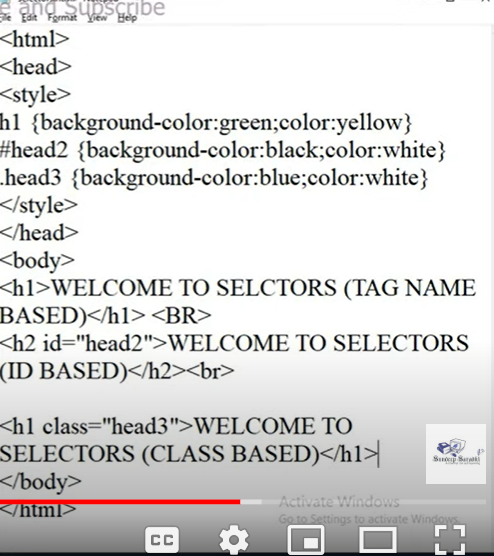 e and Subscribe
File Edit Format View Help
<html>
<head>
<style>
h1 {background-color:green;color:yellow}
#head2 {background-color:black;color:white}
.head3 {background-color:blue;color:white}
</style>
</head>
<body>
<h1>WELCOME TO SELCTORS (TAG NAME
BASED)</h1> <BR>
<h2 id="head2">WELCOME TO SELECTORS
(ID BASED)</h2><br>
<h1 class="head3">WELCOME TO
SELECTORS (CLASS BASED)</h1>
</body>
</html>
Activate Windows
Go to Settings to activate Windows.
CC